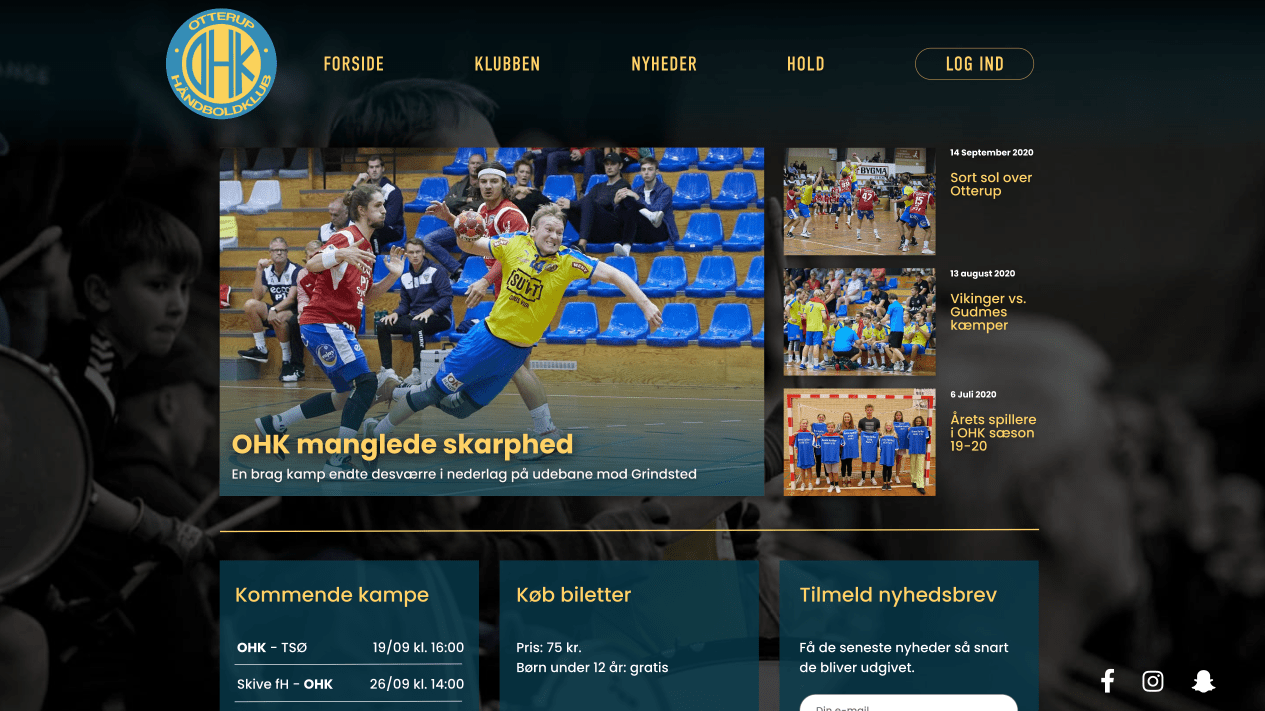 OTTERUP
OHK
HÅNDBOLDKLUB
FORSIDE
KLUBBEN
NYHEDER
HOLD
LOG IND
OHK manglede skarphed
En brag kamp endte desværre i nederlag på udebane mod Grindsted
BYGMA
14 September 2020
Sort sol over
Otterup
13 august 2020
Vikinger vs.
Gudmes
kæmper
6 Juli 2020
Årets spillere
i OHK sæson
19-20
Kommende kampe
OHK - TSØ 19/09 kl. 16:00
Skive fH - OHK 26/09 kl. 14:00
Køb biletter
Pris: 75 kr.
Børn under 12 år: gratis
Tilmeld nyhedsbrev
Få de seneste nyheder så snart
de bliver udgivet.
Din e-mail